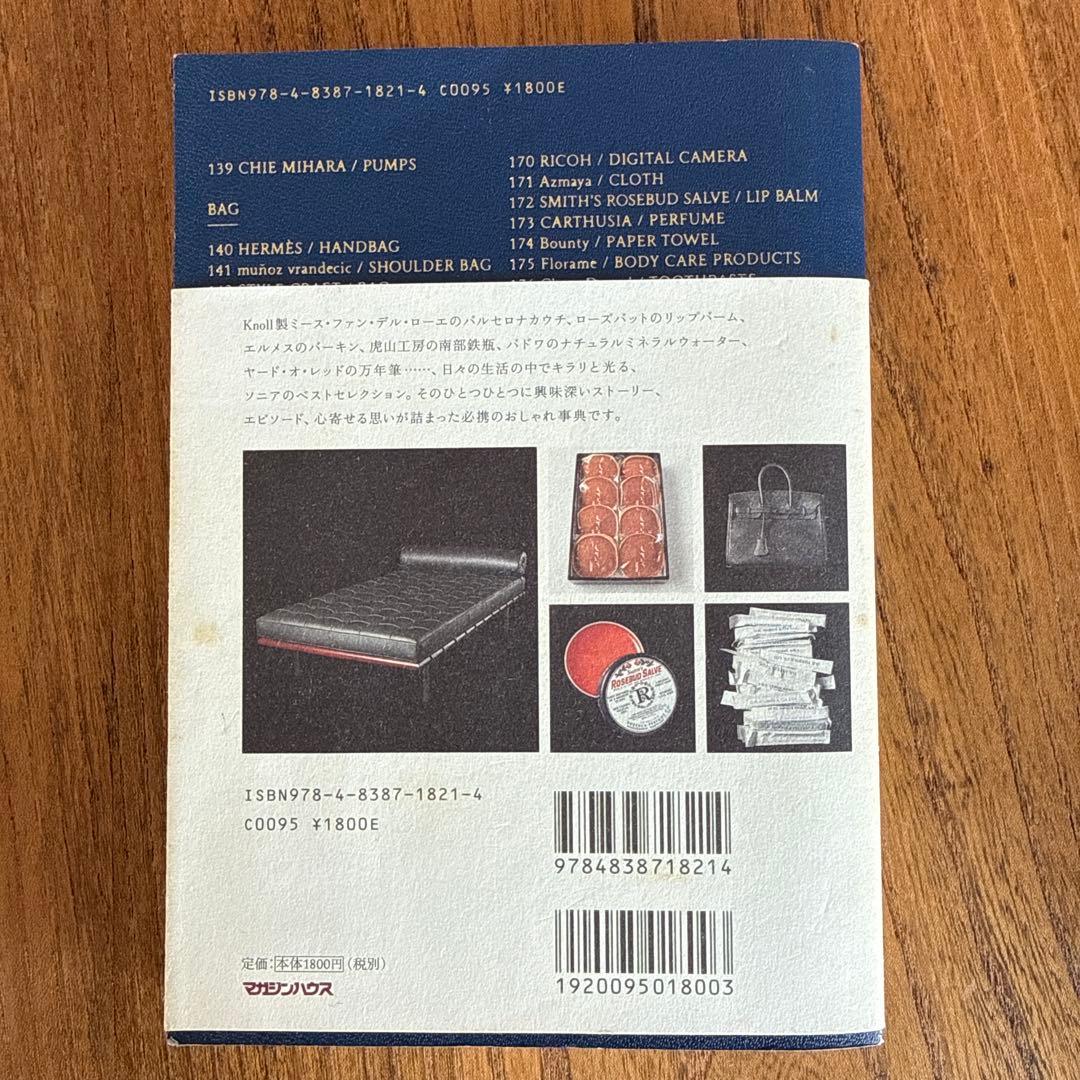 ISBN978-4-8387-1821-4 C0095 ¥1800E
139 CHIE MIHARA / PUMPS
BAG
140 HERMÈS / HANDBAG
141 muñoz vrandecic / SHOULDER BAG
170 RICOH / DIGITAL CAMERA
171 Azmaya / CLOTH
172 SMITH'S ROSEBUD SALVE / LIP BALM
173 CARTHUSIA / PERFUME
174 Bounty / PAPER TOWEL
175 Florame / BODY CARE PRODUCTS
Knoll製ミース・ファン・デル・ローエのバルセロナカウチ、ローズバットのリップバーム、
エルメスのバーキン、虎山工房の南部鉄瓶、バドワのナチュラルミネラルウォーター、
ヤード・オ・レッドの万年筆……、日々の生活の中でキラリと光る、
ソニアのベストセレクション。そのひとつひとつに興味深いストーリー、
エピソード、心寄せる思いが詰まった必携のおしゃれ事典です。
ROSEBUD SALVE
R
ISBN978-4-8387-1821-4
C0095 ¥1800E
9784838718214
1920095018003
定価:本体1800円(税別)
マガジンハウス